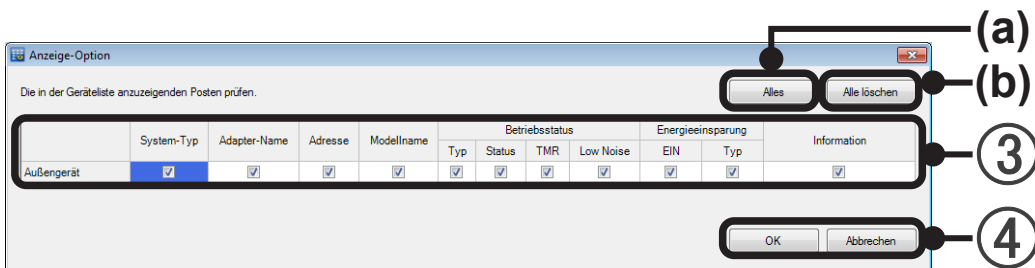 (a)
Anzeige-Option
Die in der Geräteliste anzuzeigenden Posten prüfen.
Alles
Alle löschen
(b)
System-Typ Adapter-Name Adresse Modellname Betriebsstatus Energieeinsparung Information
Typ Status TMR Low Noise EIN Typ
Außengerät
③
OK
Abbrechen
④